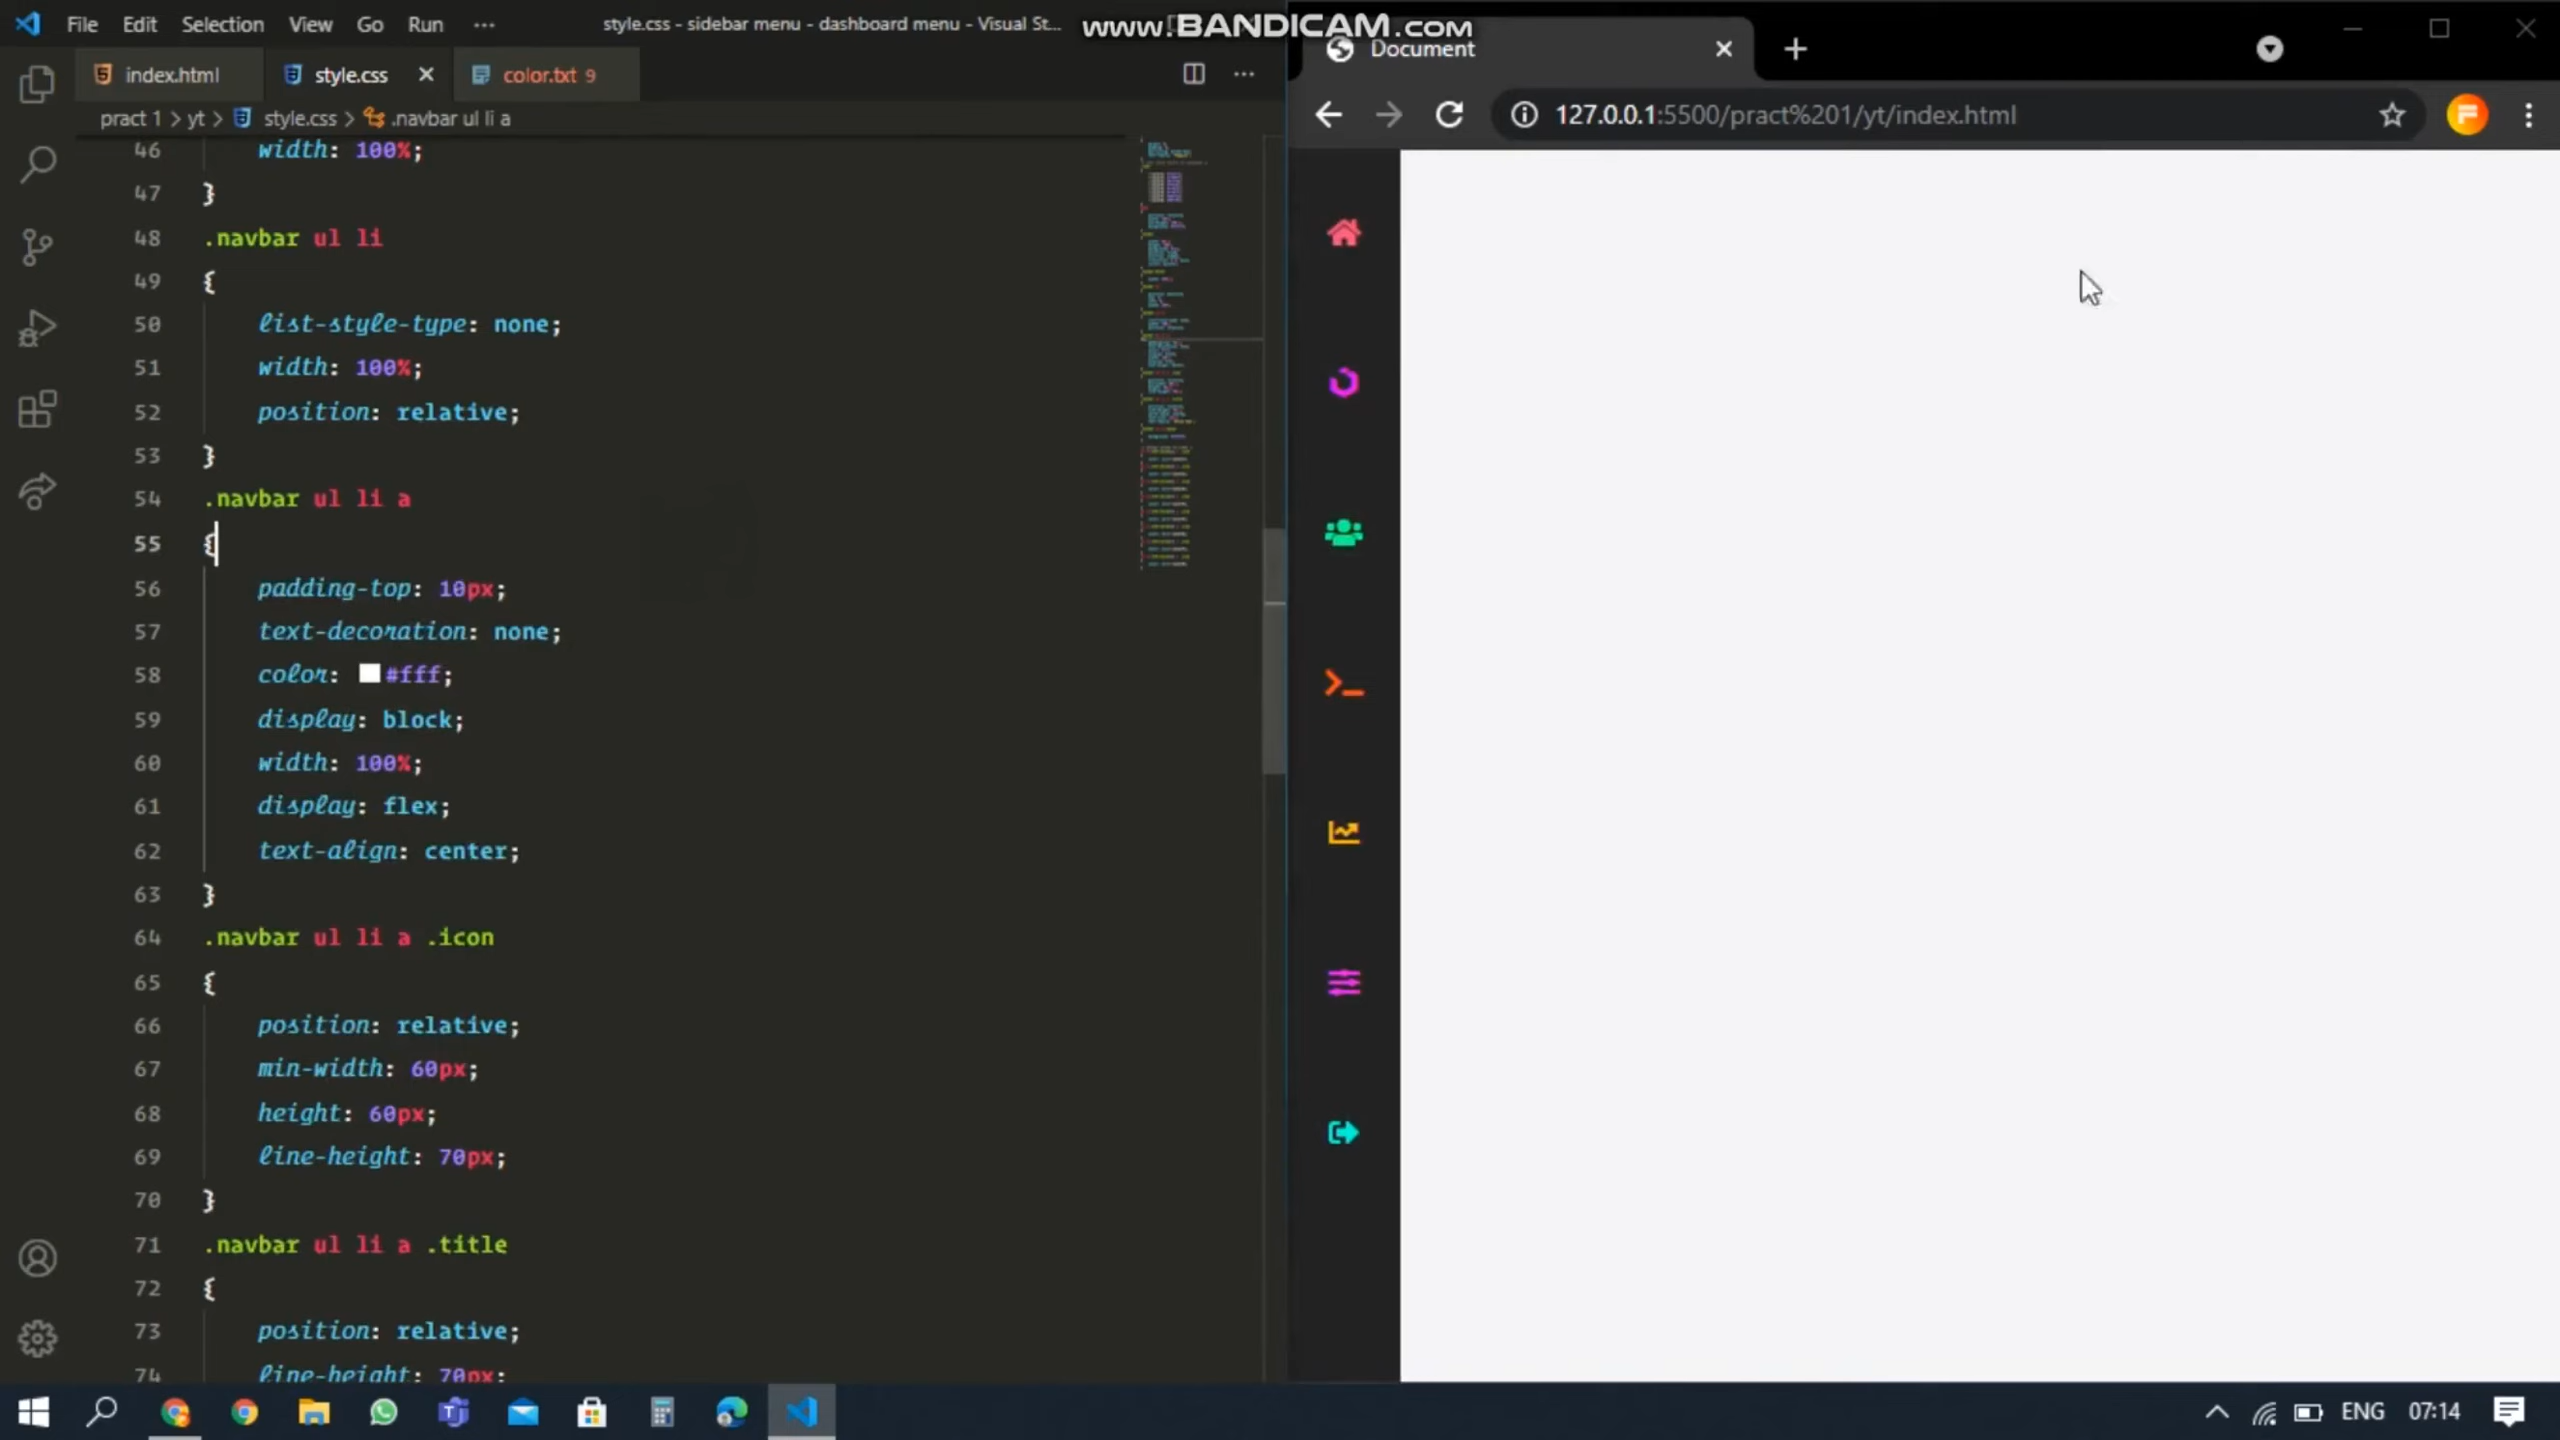 File Edit Selection View Go Run ··· style.css - sidebar menu - dashboard menu - Visual St...
www.BANDICAM.com
Document
index.html style.css color.txt 9
127.0.0.1:5500/pract%201/yt/index.html
pract 1 > yt > style.css > .navbar ul li a
46 width: 100%;
47 }
48 .navbar ul li
49 {
50 list-style-type: none;
51 width: 100%;
52 position: relative;
53 }
54 .navbar ul li a
55 {
56 padding-top: 10px;
57 text-decoration: none;
58 color: #fff;
59 display: block;
60 width: 100%;
61 display: flex;
62 text-align: center;
63 }
64 .navbar ul li a .icon
65 {
66 position: relative;
67 min-width: 60px;
68 height: 60px;
69 line-height: 70px;
70 }
71 .navbar ul li a .title
72 {
73 position: relative;
74 line-height: 70px;
ENG 07:14